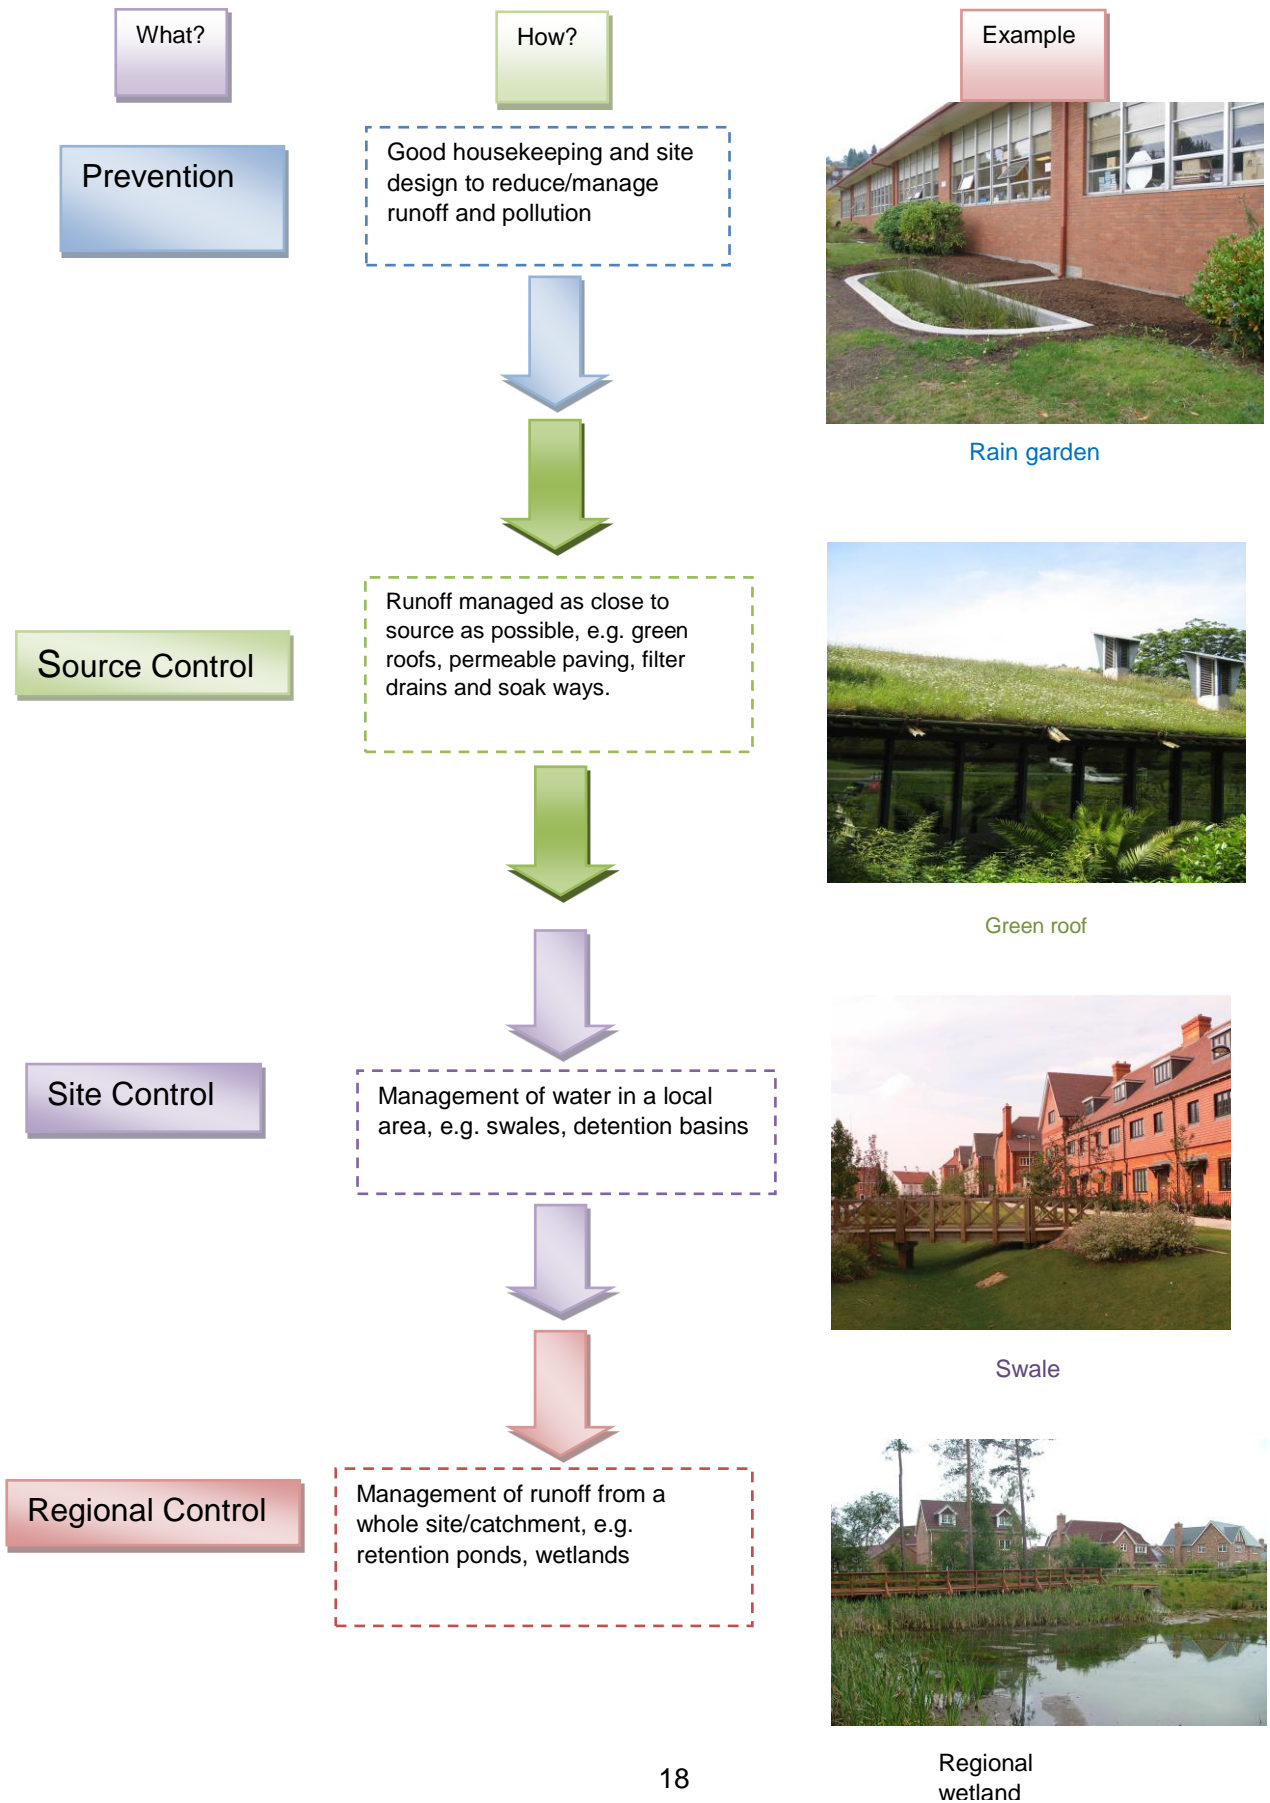 What?
How?
Example
Prevention
Good housekeeping and site
design to reduce/manage
runoff and pollution
Rain garden
Source Control
Runoff managed as close to
source as possible, e.g. green
roofs, permeable paving, filter
drains and soak ways.
Green roof
Site Control
Management of water in a local
area, e.g. swales, detention basins
Swale
Regional Control
Management of runoff from a
whole site/catchment, e.g.
retention ponds, wetlands
Regional
wetland
18